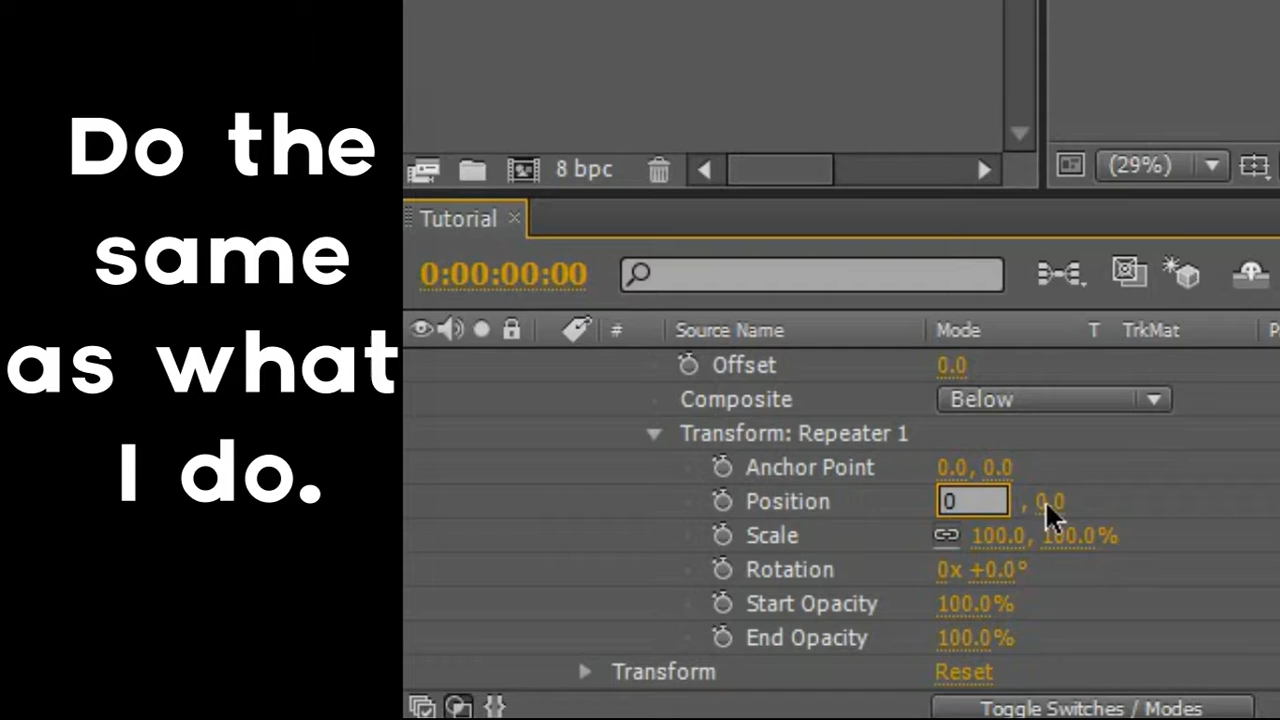 Do the
same
as what
I do.
8 bpc
(29%)
Tutorial
0:00:00:00
# Source Name Mode T TrkMat P
Offset 0.0
Composite Below
Transform: Repeater 1
Anchor Point 0.0, 0.0
Position 0 , 0.0
Scale 100.0, 100.0%
Rotation 0x +0.0°
Start Opacity 100.0%
End Opacity 100.0%
Transform Reset
Toggle Switches / Modes